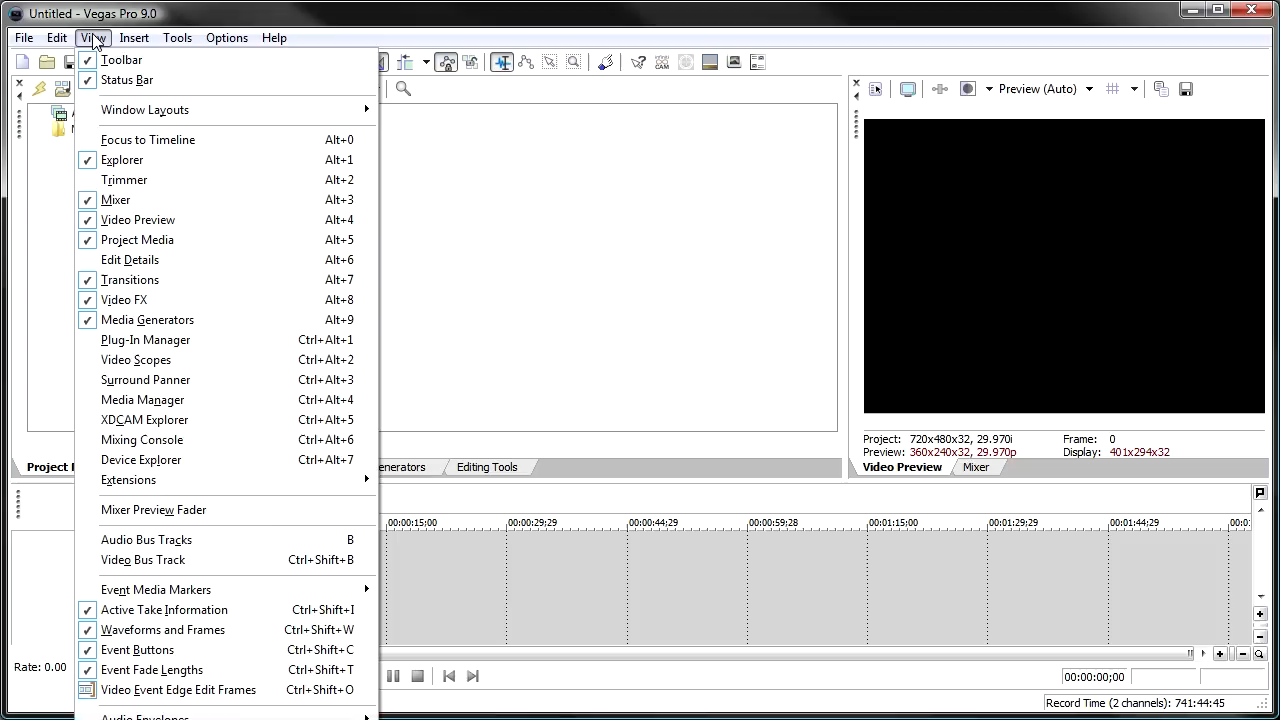 Untitled - Vegas Pro 9.0
File Edit View Insert Tools Options Help
Toolbar
Status Bar
Window Layouts
Focus to Timeline Alt+0
Explorer Alt+1
Trimmer Alt+2
Mixer Alt+3
Video Preview Alt+4
Project Media Alt+5
Edit Details Alt+6
Transitions Alt+7
Video FX Alt+8
Media Generators Alt+9
Plug-In Manager Ctrl+Alt+1
Video Scopes Ctrl+Alt+2
Surround Panner Ctrl+Alt+3
Media Manager Ctrl+Alt+4
XDCAM Explorer Ctrl+Alt+5
Mixing Console Ctrl+Alt+6
Device Explorer Ctrl+Alt+7
Extensions
Mixer Preview Fader
Audio Bus Tracks B
Video Bus Track Ctrl+Shift+B
Event Media Markers
Active Take Information Ctrl+Shift+I
Waveforms and Frames Ctrl+Shift+W
Event Buttons Ctrl+Shift+C
Event Fade Lengths Ctrl+Shift+T
Video Event Edge Edit Frames Ctrl+Shift+O
Audio Envelopes
CAM
Preview (Auto)
Project: 720x480x32, 29.970i Frame: 0
Preview: 360x240x32, 29.970p Display: 401x294x32
Project enerators Editing Tools Video Preview Mixer
00:00:15;00 00:00:29;29 00:00:44;29 00:00:59;28 00:01:15;00 00:01:29;29 00:01:44;29 00:0
Rate: 0.00
00:00:00;00
Record Time (2 channels): 741:44:45